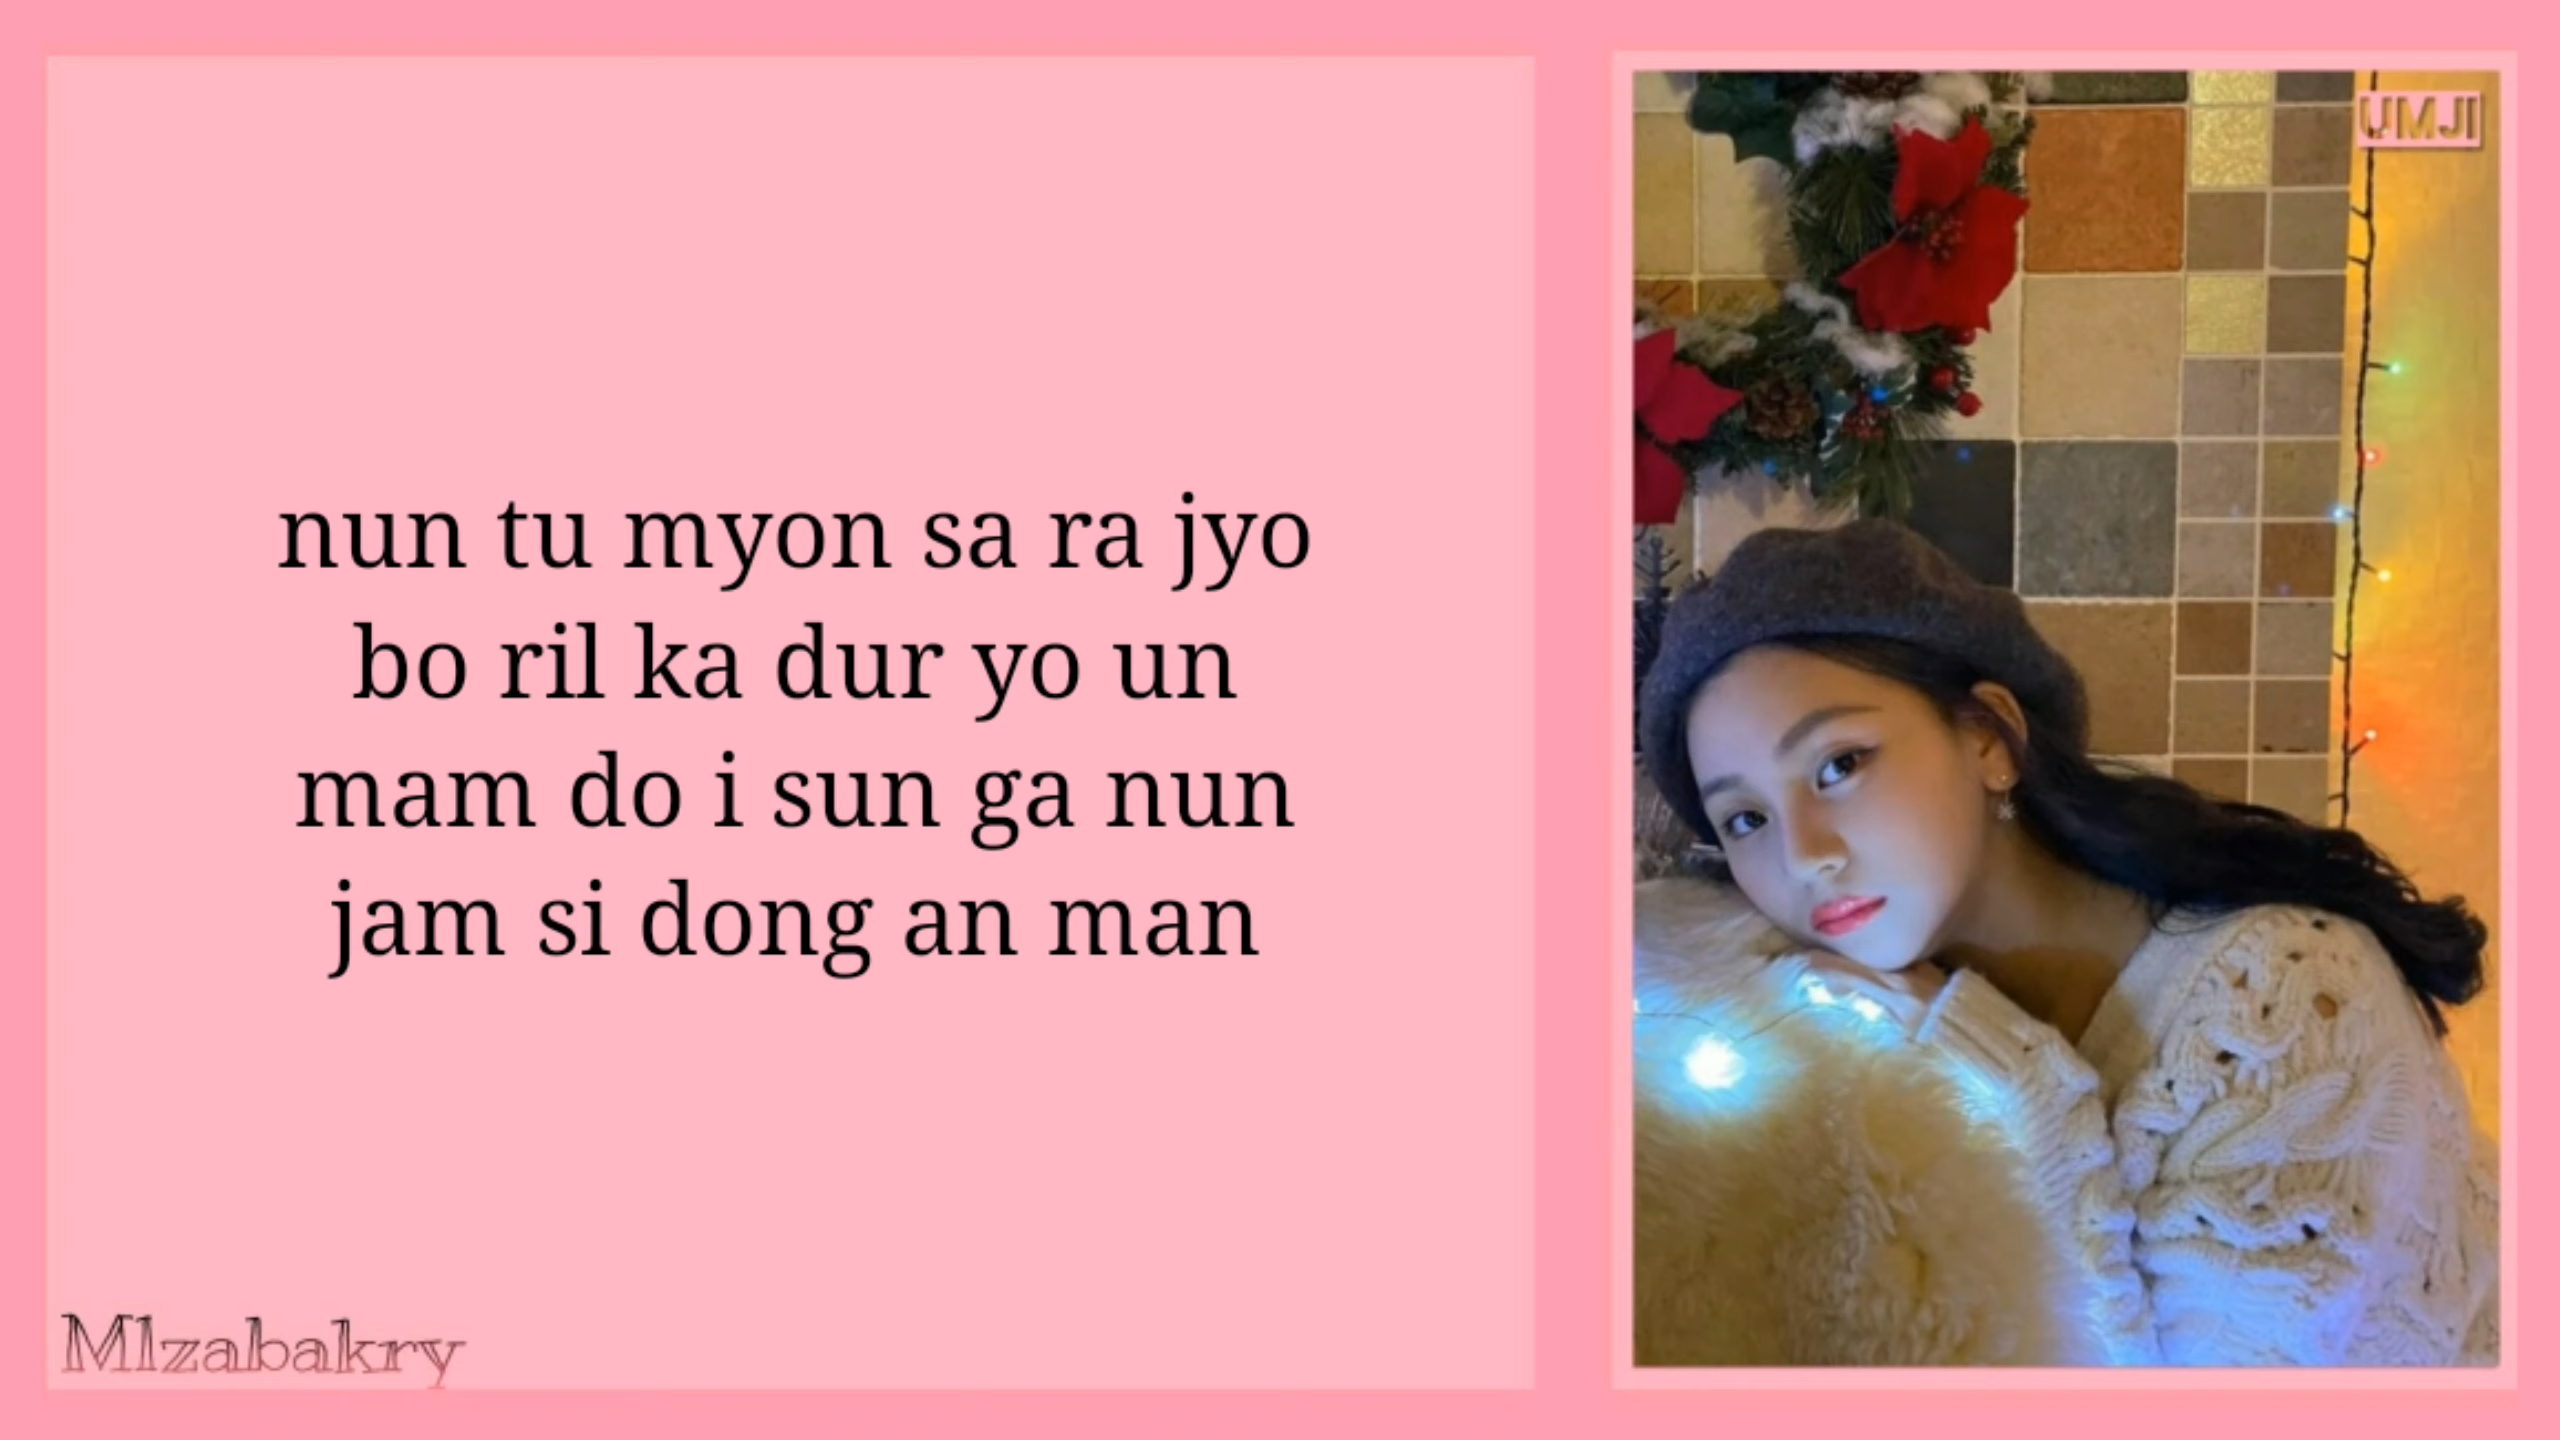 nun tu myon sa ra jyo
bo ril ka dur yo un
mam do i sun ga nun
jam si dong an man
Mlzabakry
UMJI